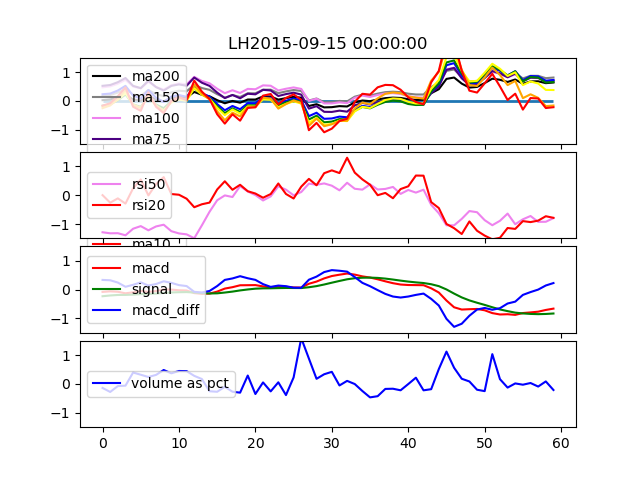 LH2015-09-15 00:00:00
1
0
−1
ma200
ma150
ma100
ma75
1
0
−1
rsi50
rsi20
ma10
1
0
−1
macd
signal
macd_diff
1
0
−1
volume as pct
0 10 20 30 40 50 60